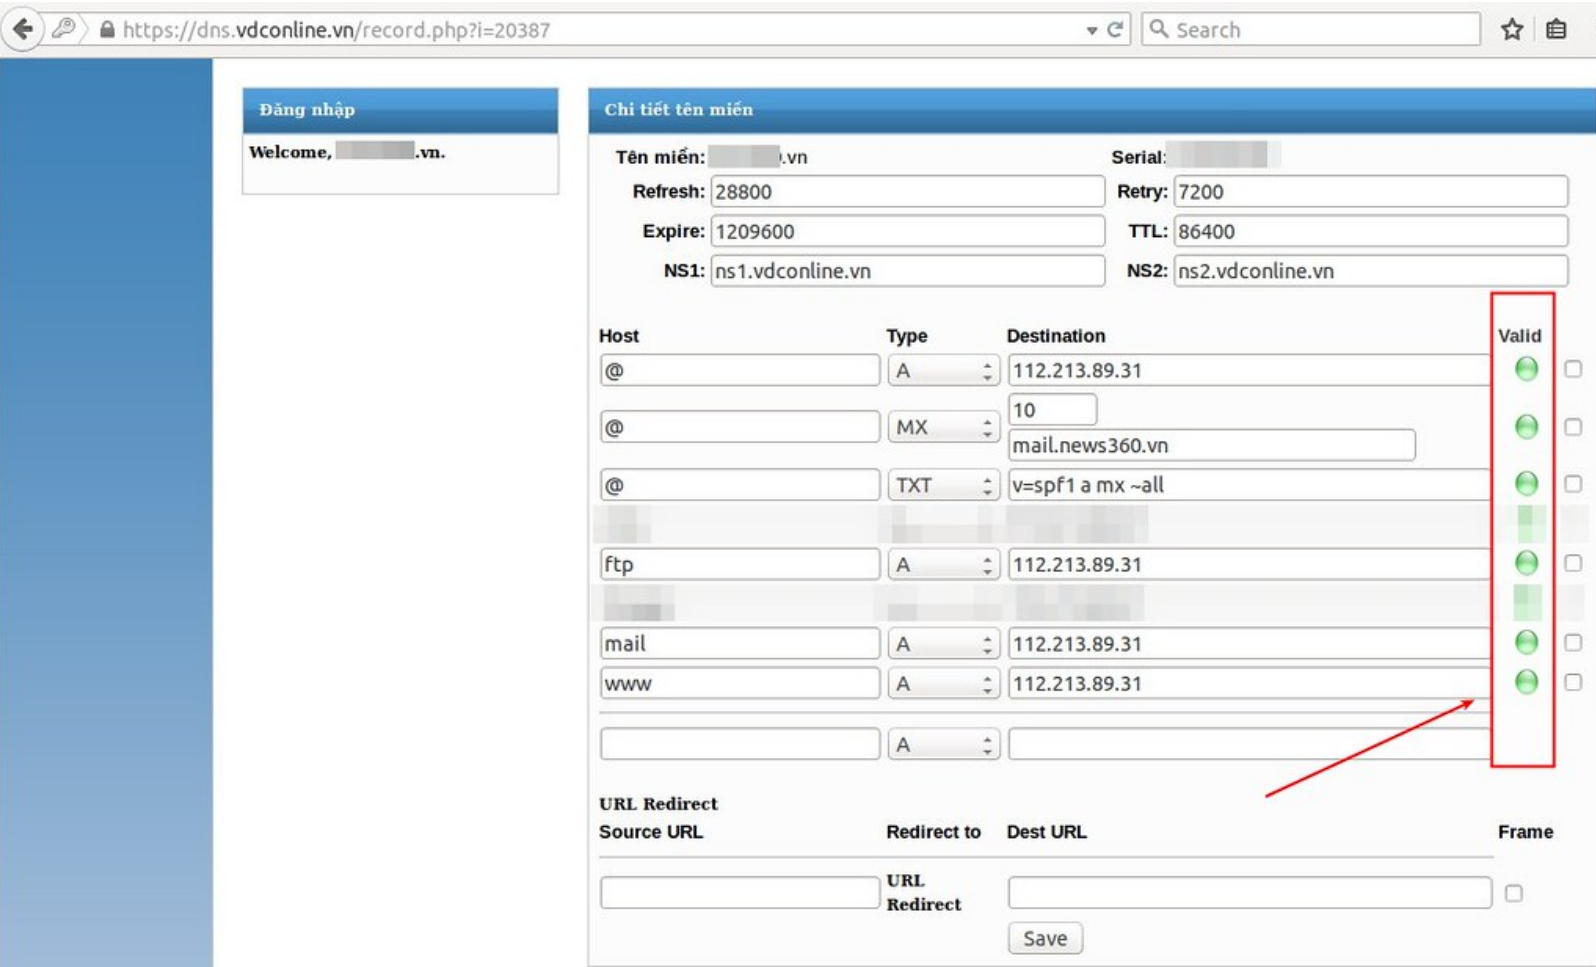 https://dns.vdconline.vn/record.php?i=20387
Search
Đăng nhập
Welcome, .vn.
Chi tiết tên miền
Tên miền: .vn
Serial:
Refresh: 28800
Retry: 7200
Expire: 1209600
TTL: 86400
NS1: ns1.vdconline.vn
NS2: ns2.vdconline.vn
Host Type Destination Valid
@ A 112.213.89.31
@ MX 10
mail.news360.vn
@ TXT v=spf1 a mx ~all
ftp A 112.213.89.31
mail A 112.213.89.31
www A 112.213.89.31
A
URL Redirect
Source URL Redirect to Dest URL Frame
URL
Redirect
Save